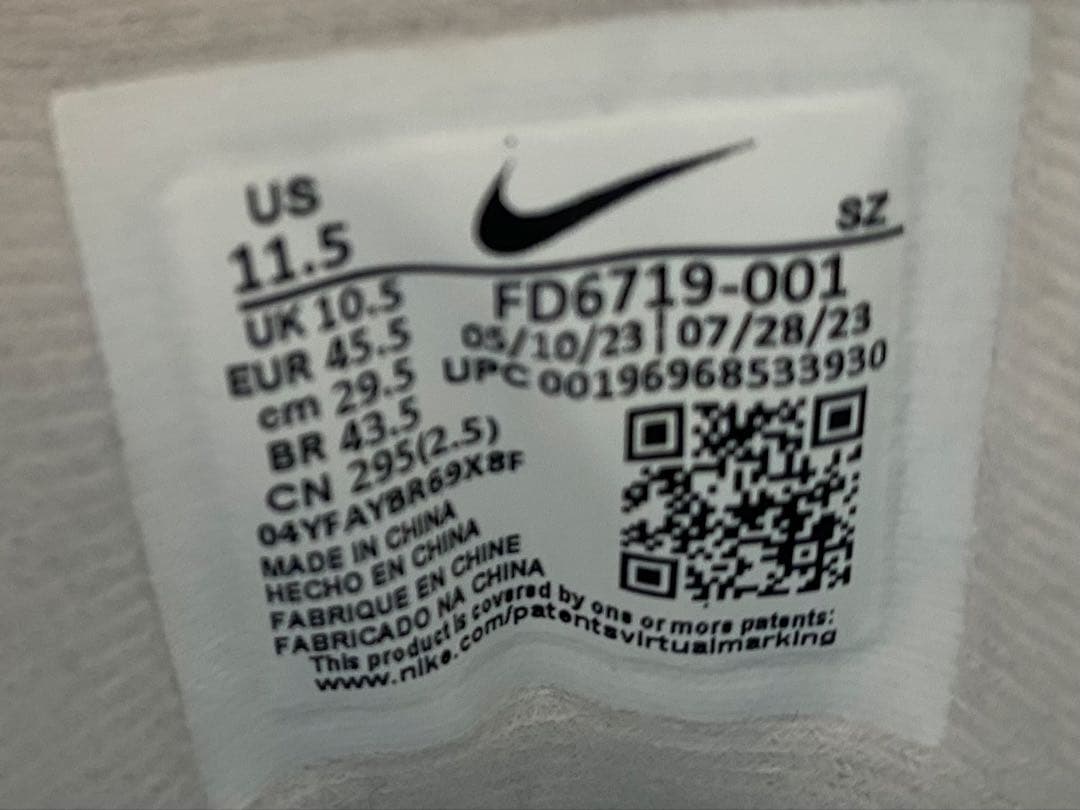 US
11.5
SZ
UK 10.5
EUR 45.5
cm 29.5
BR 43.5
CN 295(2.5)
04YFAYBR69X8F
MADE IN CHINA
HECHO EN CHINA
FABRIQUE EN CHINE
FABRICADO NA CHINA
FD6719-001
05/10/23 | 07/28/23
UPC 00196968533930
This product is covered by one or more patents:
www.nike.com/patentsvirtualmarking